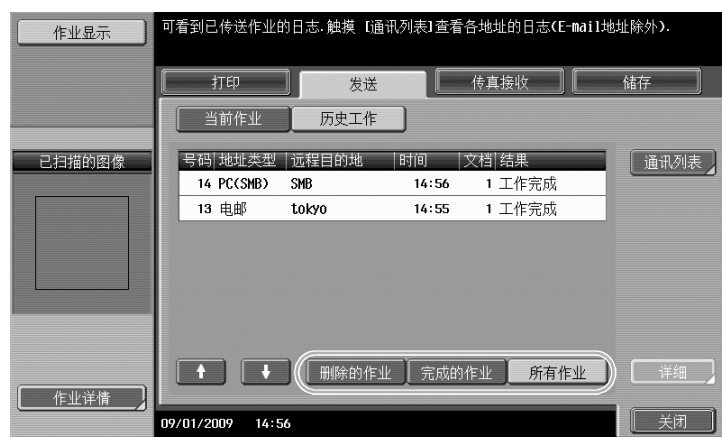 作业显示
可看到已传送作业的日志.触摸 [通讯列表]查看各地址的日志(E-mail地址除外).
打印 发送 传真接收 储存
当前作业 历史工作
已扫描的图像
号码 地址类型 远程目的地 时间 文档 结果
通讯列表
14 PC(SMB) SMB 14:56 1 工作完成
13 电邮 tokyo 14:55 1 工作完成
删除的作业 完成的作业 所有作业
详细
作业详情
09/01/2009 14:56
关闭